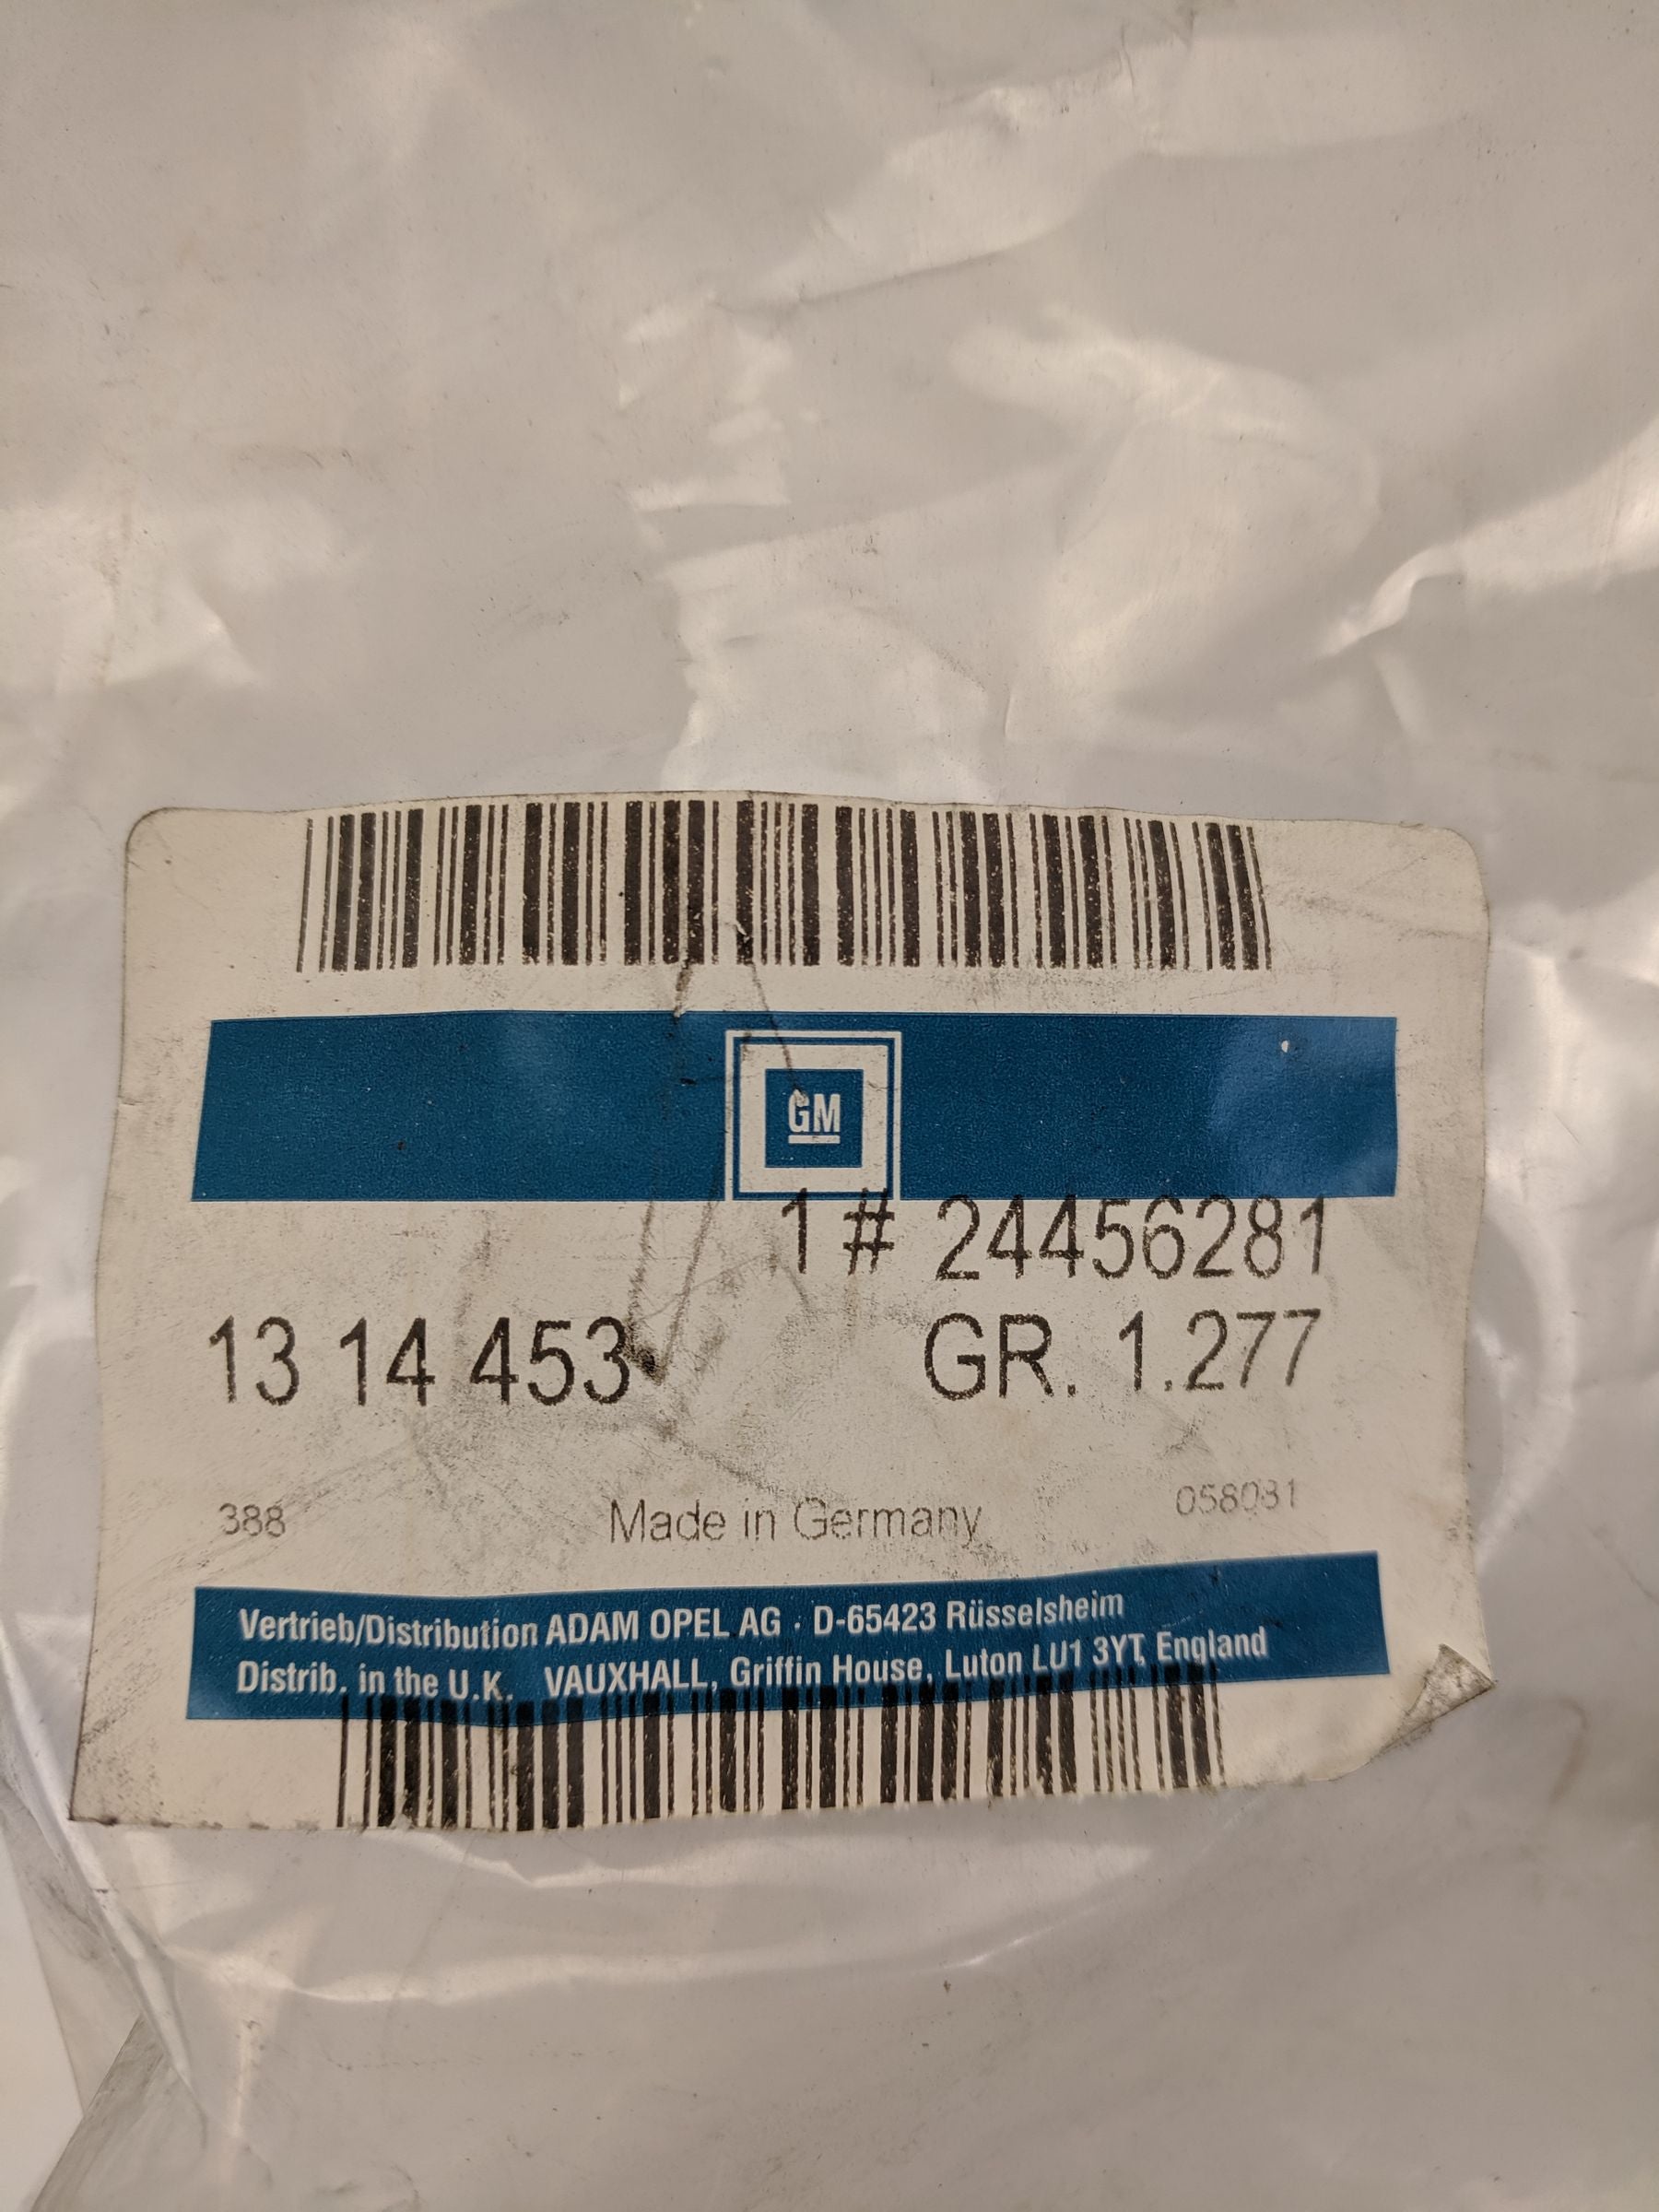 GM
1 # 24456281
13 14 453 GR. 1.277
388 Made in Germany 058031
Vertrieb/Distribution ADAM OPEL AG · D-65423 Rüsselsheim
Distrib. in the U.K. VAUXHALL, Griffin House, Luton LU1 3YT, England